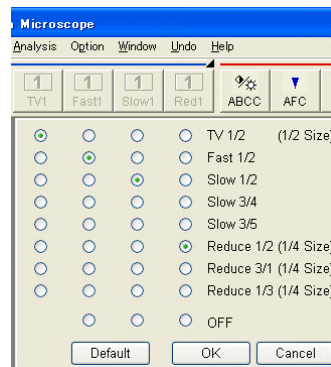 Microscope
Analysis Option Window Undo Help
1 1 1 1
TV1 Fast1 Slow1 Red1 ABCC AFC
TV 1/2 (1/2 Size)
Fast 1/2
Slow 1/2
Slow 3/4
Slow 3/5
Reduce 1/2 (1/4 Size)
Reduce 3/1 (1/4 Size)
Reduce 1/3 (1/4 Size)
OFF
Default OK Cancel